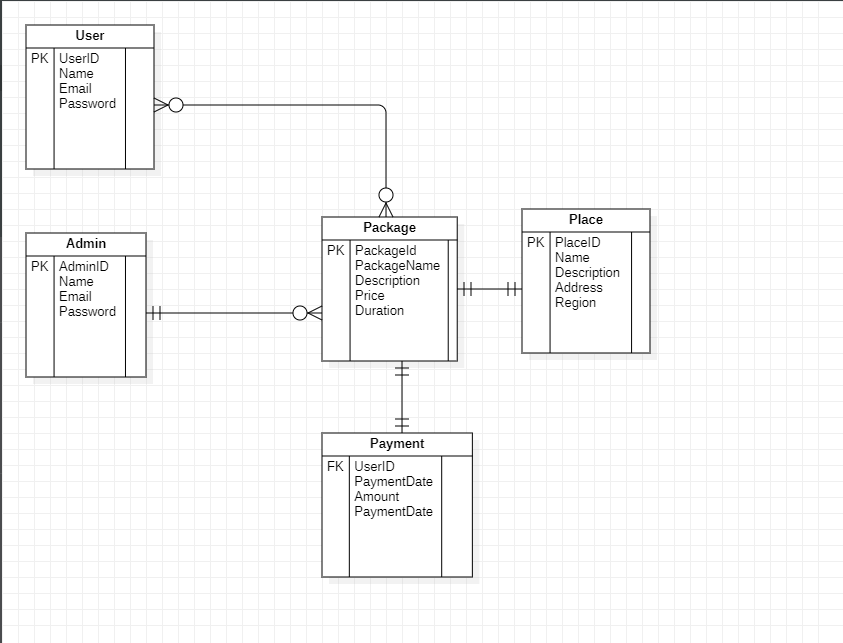 User
PK UserID
Name
Email
Password
Admin
PK AdminID
Name
Email
Password
Package
PK PackageId
PackageName
Description
Price
Duration
Place
PK PlaceID
Name
Description
Address
Region
Payment
FK UserID
PaymentDate
Amount
PaymentDate